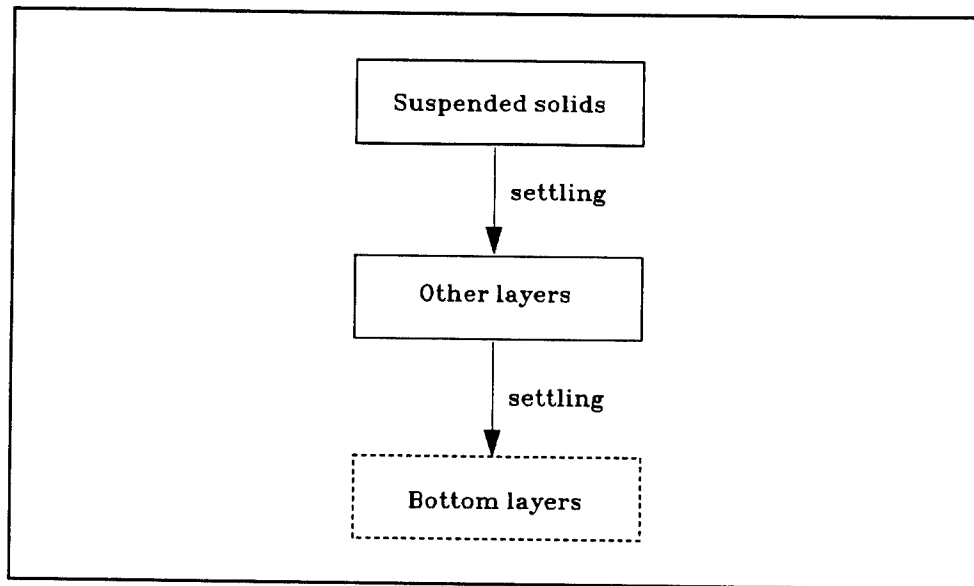 Suspended solids
settling
Other layers
settling
Bottom layers